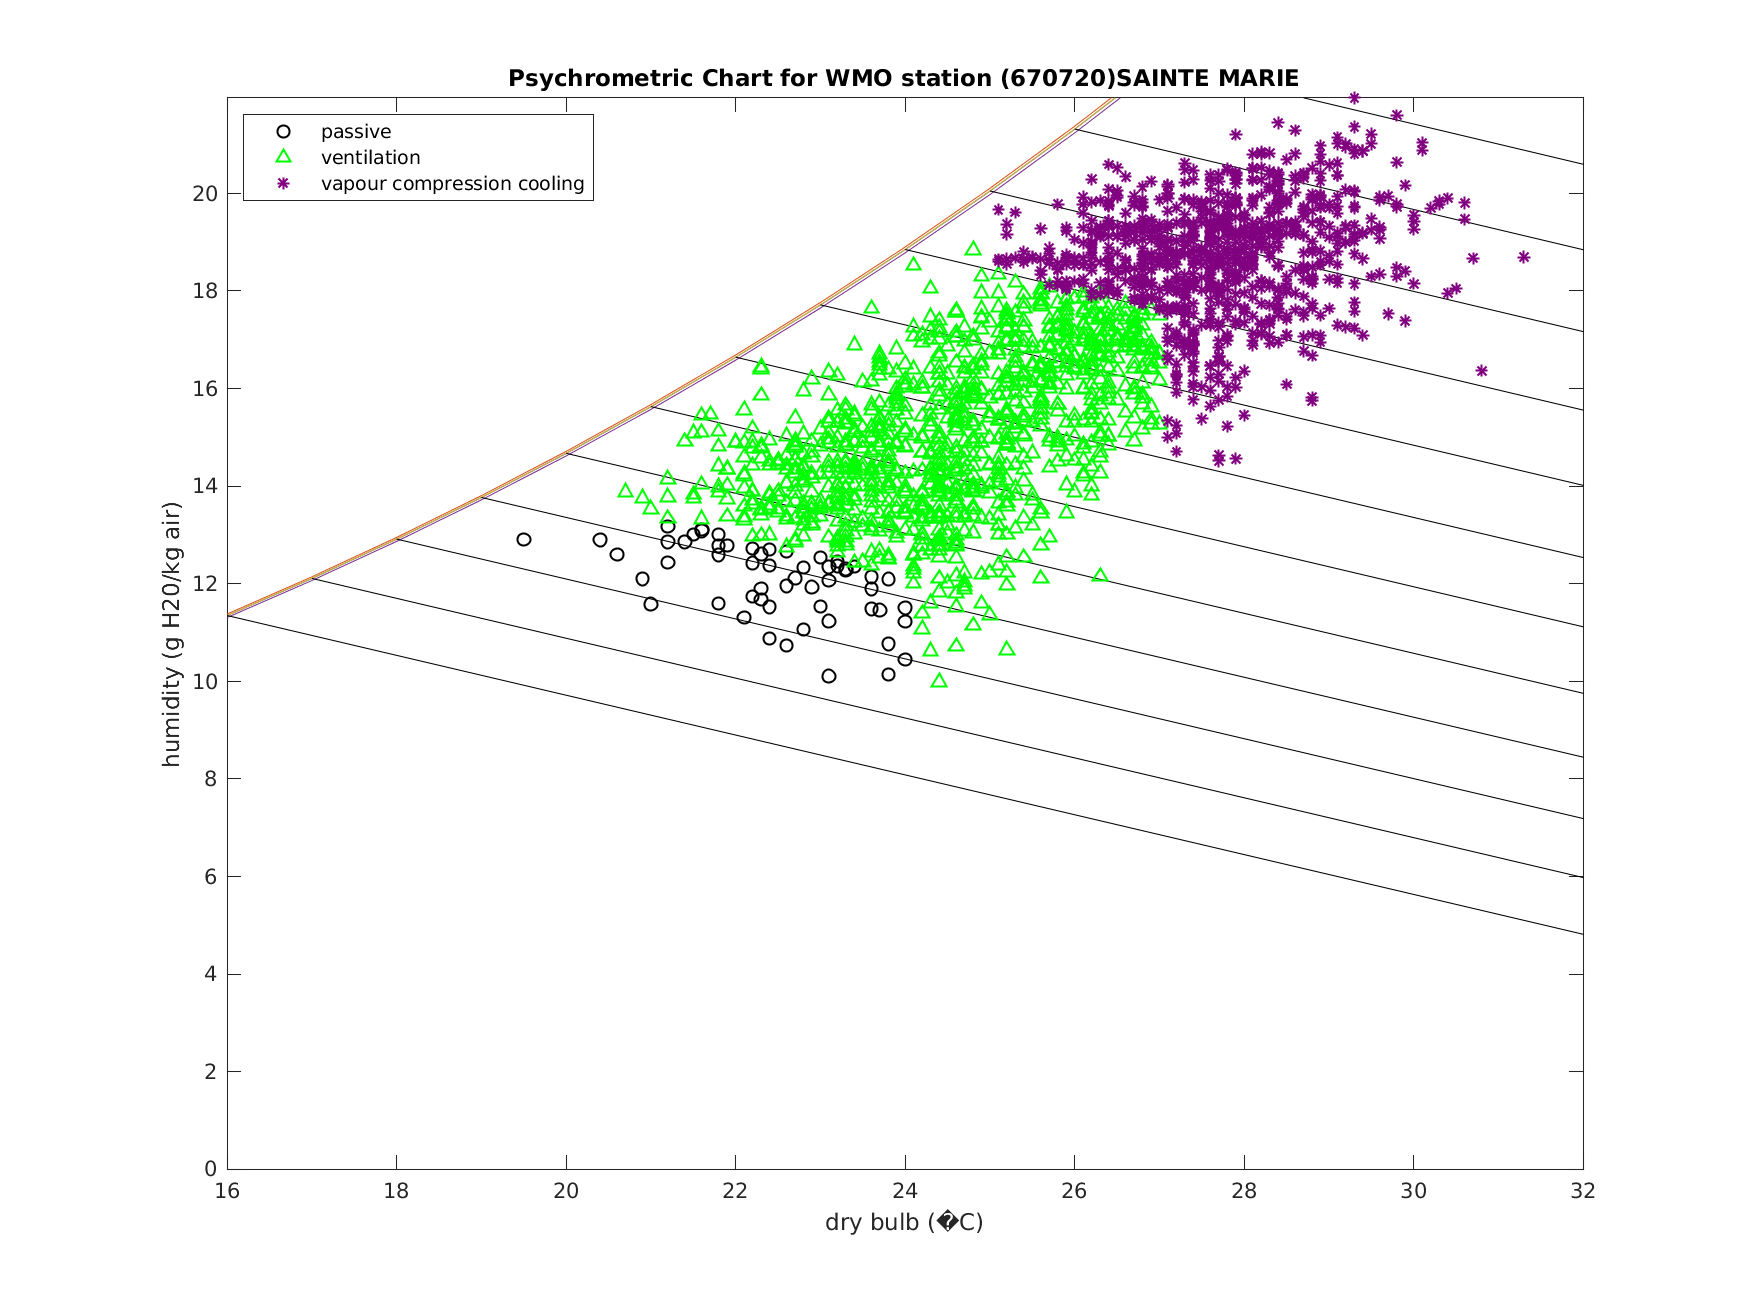 Psychrometric Chart for WMO station (670720)SAINTE MARIE
passive
ventilation
vapour compression cooling
20
18
16
14
12
10
8
6
4
2
0
humidity (g H20/kg air)
16 18 20 22 24 26 28 30 32
dry bulb (�C)